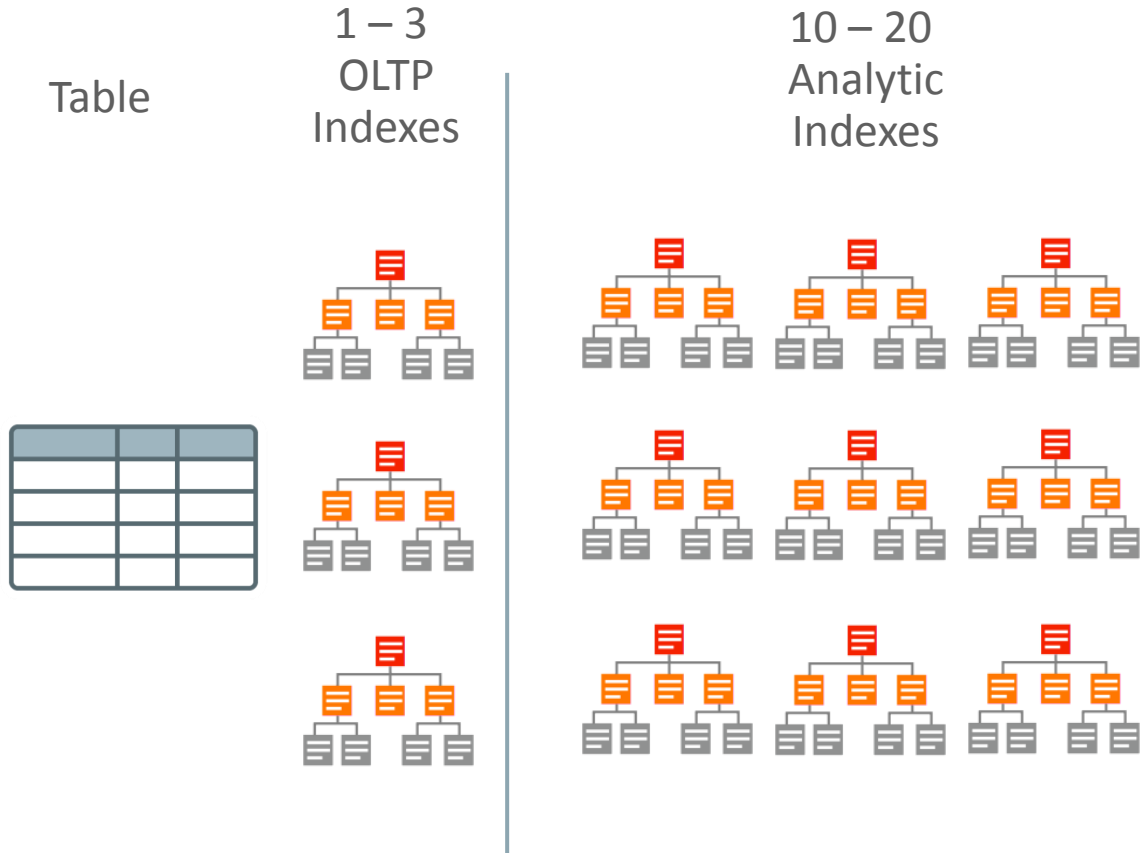 Table
1 – 3
OLTP
Indexes
10 – 20
Analytic
Indexes